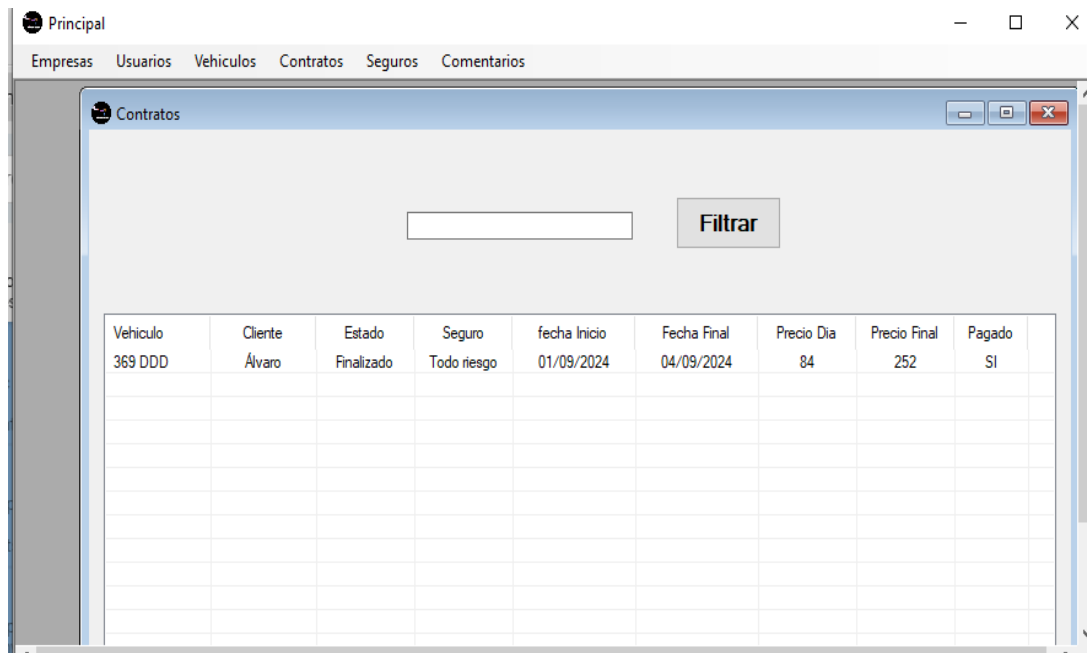 Principal
Empresas Usuarios Vehiculos Contratos Seguros Comentarios
Contratos
Filtrar
Vehiculo Cliente Estado Seguro fecha Inicio Fecha Final Precio Dia Precio Final Pagado
369 DDD Álvaro Finalizado Todo riesgo 01/09/2024 04/09/2024 84 252 SI